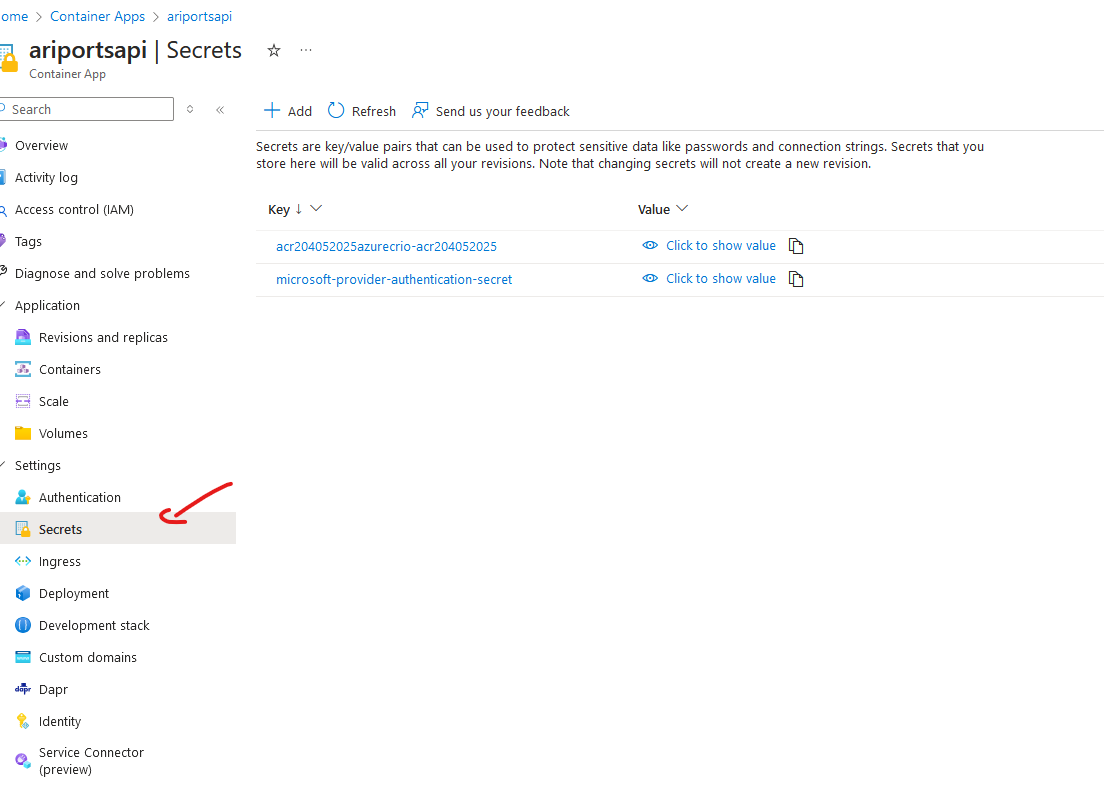 ome > Container Apps > ariportsapi
ariportsapi | Secrets
Container App
Search
Overview
Activity log
Access control (IAM)
Tags
Diagnose and solve problems
Application
Revisions and replicas
Containers
Scale
Volumes
Settings
Authentication
Secrets
Ingress
Deployment
Development stack
Custom domains
dapr Dapr
Identity
Service Connector
(preview)
Add Refresh Send us your feedback
Secrets are key/value pairs that can be used to protect sensitive data like passwords and connection strings. Secrets that you
store here will be valid across all your revisions. Note that changing secrets will not create a new revision.
Key ↓ Value
acr204052025azurecrio-acr204052025 Click to show value
microsoft-provider-authentication-secret Click to show value